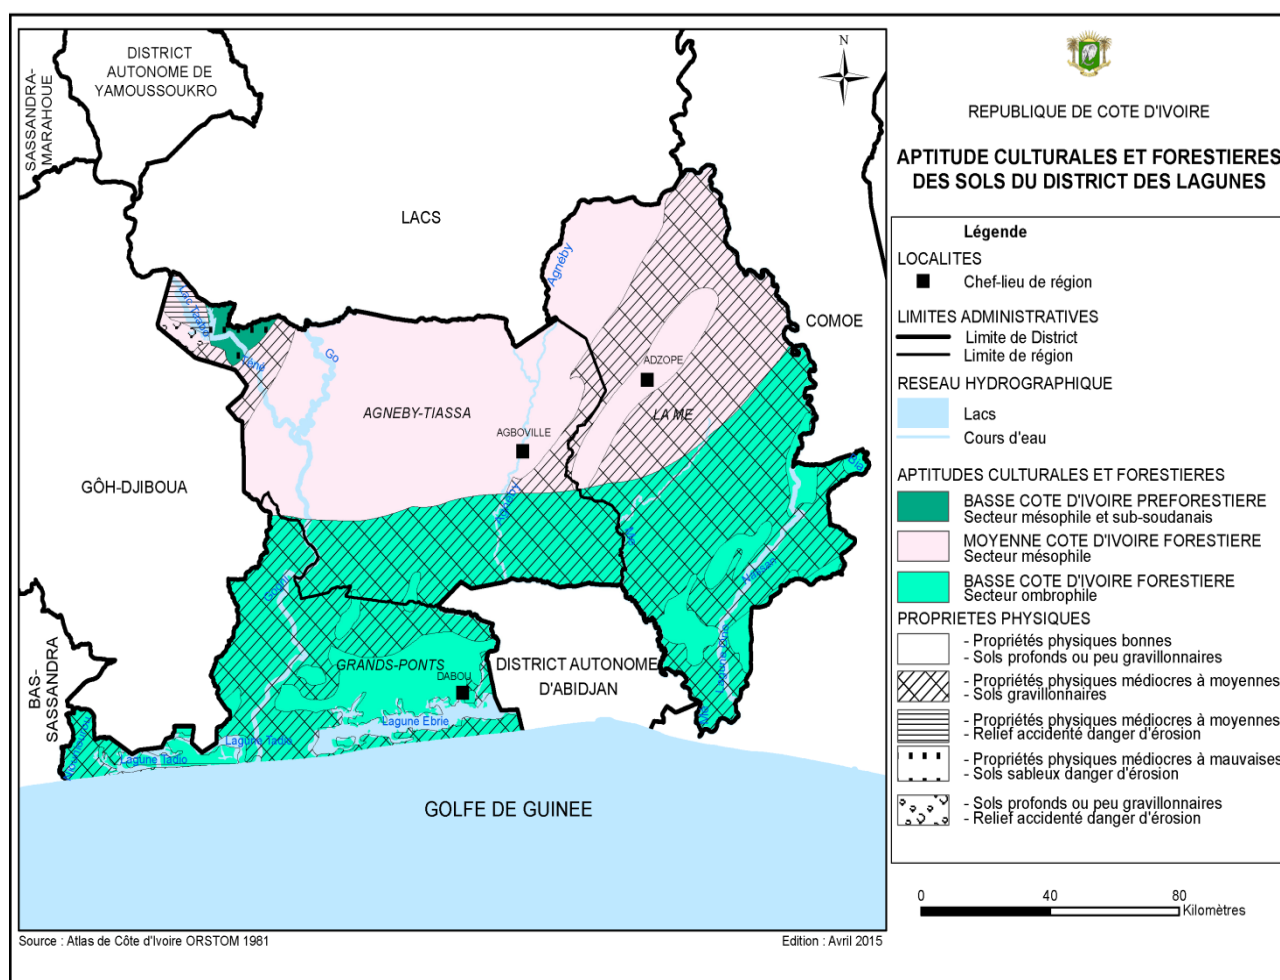 DISTRICT
AUTONOME DE
YAMOUSSOUKRO
SASSANDRA-
MARAHOUE
N
LACS
Agnéby
COMOE
Lac Taabo
Go
ADZOPE
AGNEBY-TIASSA
LA ME
AGBOVILLE
GÔH-DJIBOUA
Agnéby
Me
BAS-
SASSANDRA
GRANDS-PONTS
DABOU
DISTRICT AUTONOME
D'ABIDJAN
Lagune Ebrie
Lagune Tadio
Lagune Tadio
GOLFE DE GUINEE
Source : Atlas de Côte d'Ivoire ORSTOM 1981
Edition : Avril 2015
REPUBLIQUE DE COTE D'IVOIRE
APTITUDE CULTURALES ET FORESTIERES
DES SOLS DU DISTRICT DES LAGUNES
Légende
LOCALITES
Chef-lieu de région
LIMITES ADMINISTRATIVES
Limite de District
Limite de région
RESEAU HYDROGRAPHIQUE
Lacs
Cours d'eau
APTITUDES CULTURALES ET FORESTIERES
BASSE COTE D'IVOIRE PREFORESTIERE
Secteur mésophile et sub-soudanais
MOYENNE COTE D'IVOIRE FORESTIERE
Secteur mésophile
BASSE COTE D'IVOIRE FORESTIERE
Secteur ombrophile
PROPRIETES PHYSIQUES
- Propriétés physiques bonnes
- Sols profonds ou peu gravillonnaires
- Propriétés physiques médiocres à moyennes
- Sols gravillonnaires
- Propriétés physiques médiocres à moyennes
- Relief accidenté danger d'érosion
- Propriétés physiques médiocres à mauvaises
- Sols sableux danger d'érosion
- Sols profonds ou peu gravillonnaires
- Relief accidenté danger d'érosion
0 40 80
Kilomètres